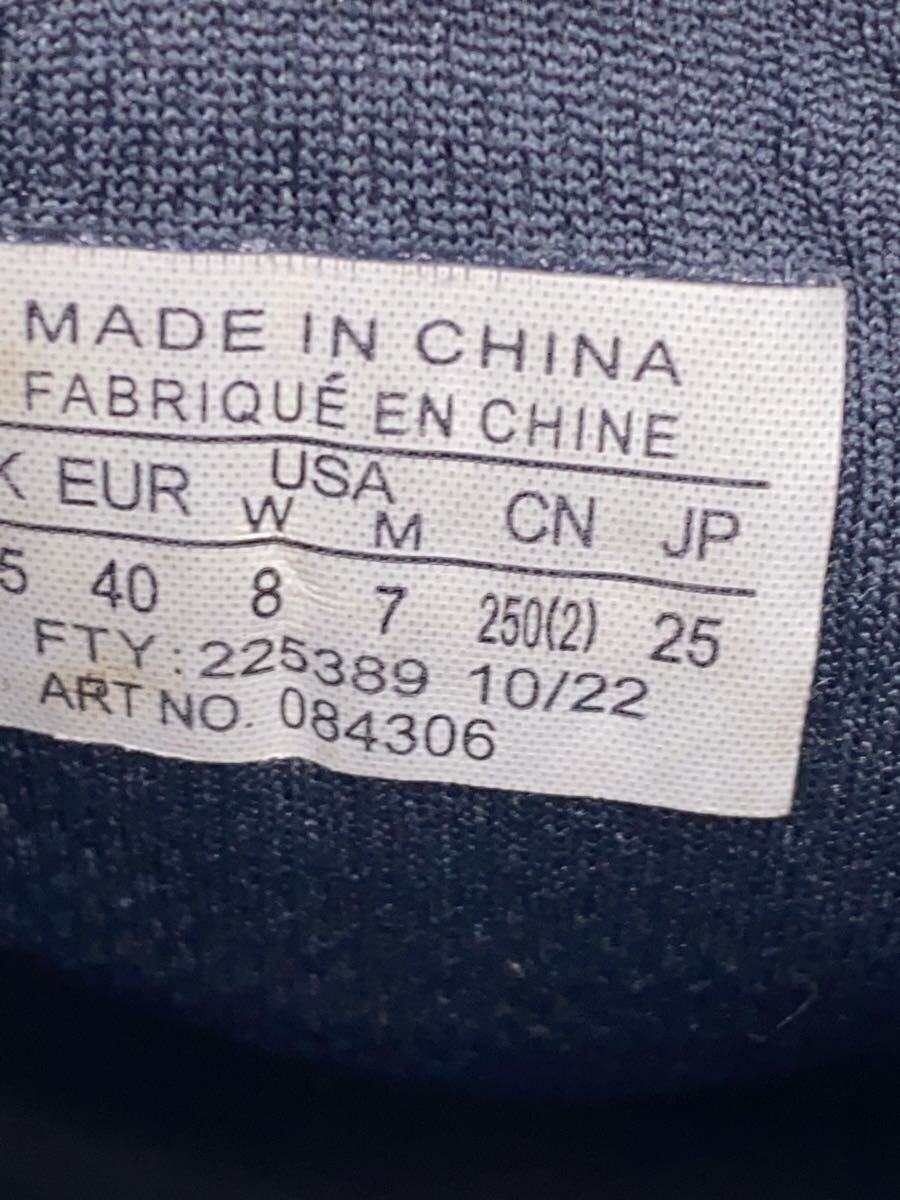 MADE IN CHINA
FABRIQUÉ EN CHINE
K EUR USA CN JP
W M
5 40 8 7 250(2) 25
FTY: 225389 10/22
ART NO. 084306